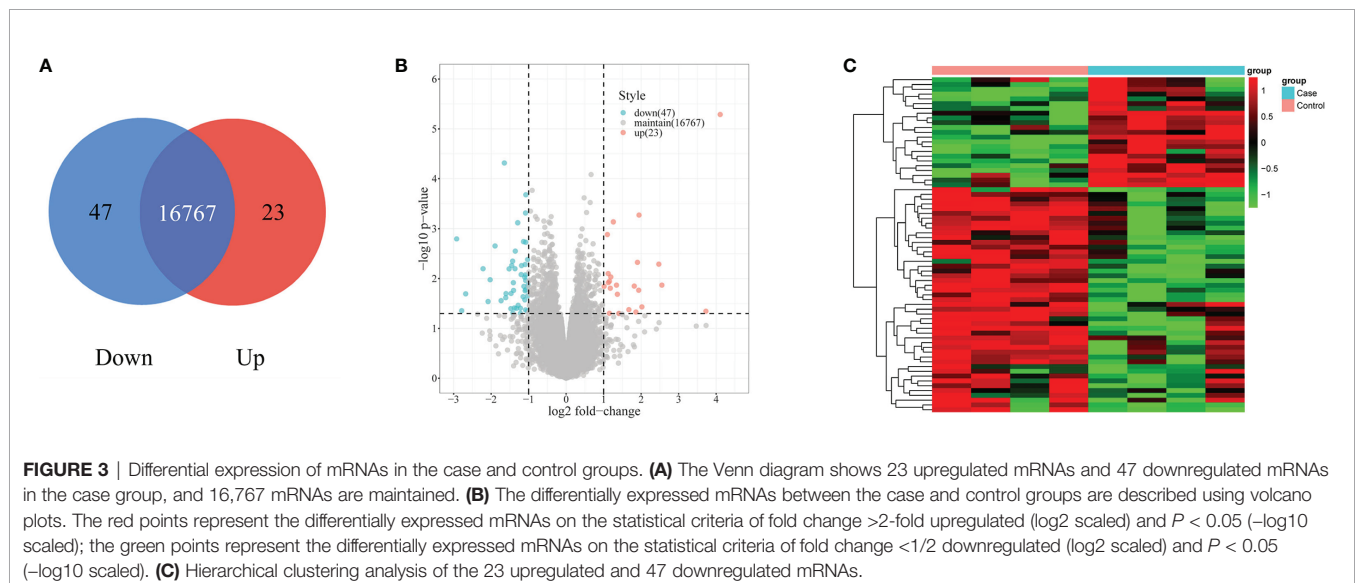 A
47
16767
23
Down
Up
B
6
5
4
3
2
1
0
−log10 p−value
Style
down(47)
maintain(16767)
up(23)
−3
−2
−1
0
1
2
3
4
log2 fold−change
C
group
1
0.5
0
−0.5
−1
group
Case
Control
FIGURE 3 | Differential expression of mRNAs in the case and control groups. (A) The Venn diagram shows 23 upregulated mRNAs and 47 downregulated mRNAs
in the case group, and 16,767 mRNAs are maintained. (B) The differentially expressed mRNAs between the case and control groups are described using volcano
plots. The red points represent the differentially expressed mRNAs on the statistical criteria of fold change >2-fold upregulated (log2 scaled) and P < 0.05 (−log10
scaled); the green points represent the differentially expressed mRNAs on the statistical criteria of fold change <1/2 downregulated (log2 scaled) and P < 0.05
(−log10 scaled). (C) Hierarchical clustering analysis of the 23 upregulated and 47 downregulated mRNAs.